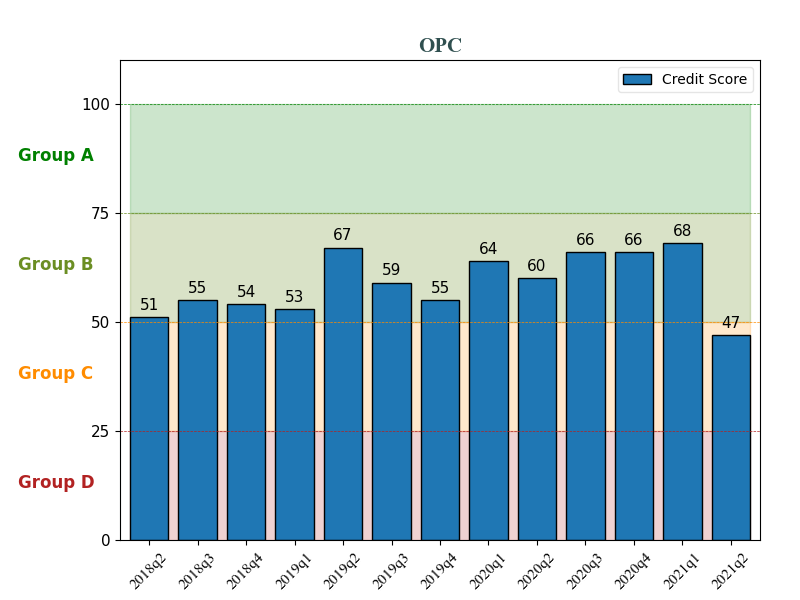 OPC
Credit Score
100
Group A
75
Group B
50
Group C
25
Group D
0
51
55
54
53
67
59
55
64
60
66
66
68
47
2018q2
2018q3
2018q4
2019q1
2019q2
2019q3
2019q4
2020q1
2020q2
2020q3
2020q4
2021q1
2021q2